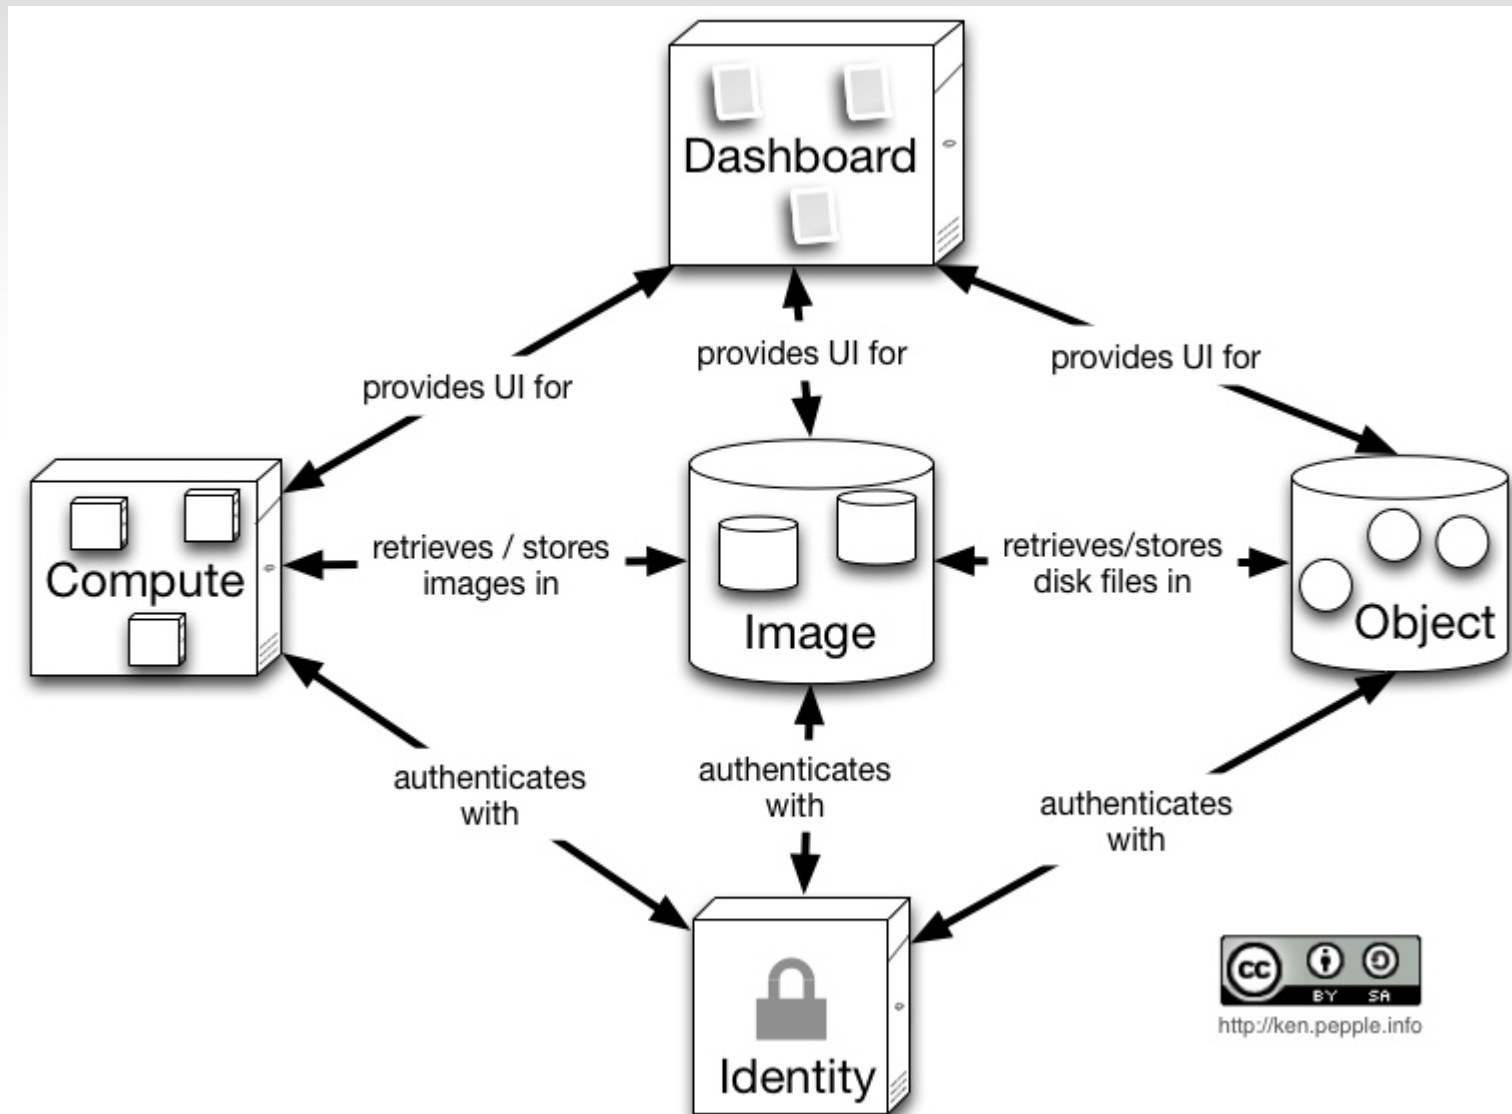 Dashboard
provides UI for
provides UI for
provides UI for
Compute
retrieves / stores
images in
Image
retrieves/stores
disk files in
Object
authenticates
with
authenticates
with
authenticates
with
Identity
cc
BY SA
http://ken.pepple.info